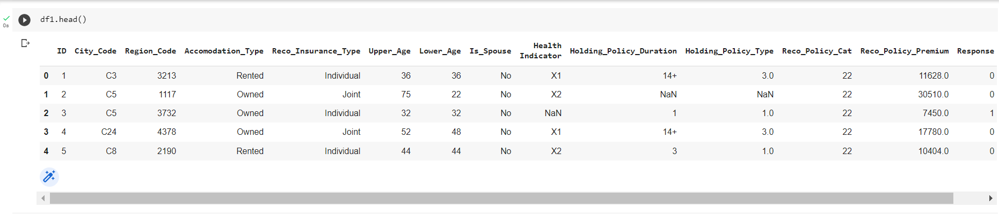 df1.head()
0s
ID City_Code Region_Code Accomodation_Type Reco_Insurance_Type Upper_Age Lower_Age Is_Spouse Health Indicator Holding_Policy_Duration Holding_Policy_Type Reco_Policy_Cat Reco_Policy_Premium Response
0 1 C3 3213 Rented Individual 36 36 No X1 14+ 3.0 22 11628.0 0
1 2 C5 1117 Owned Joint 75 22 No X2 NaN NaN 22 30510.0 0
2 3 C5 3732 Owned Individual 32 32 No NaN 1 1.0 22 7450.0 1
3 4 C24 4378 Owned Joint 52 48 No X1 14+ 3.0 22 17780.0 0
4 5 C8 2190 Rented Individual 44 44 No X2 3 1.0 22 10404.0 0